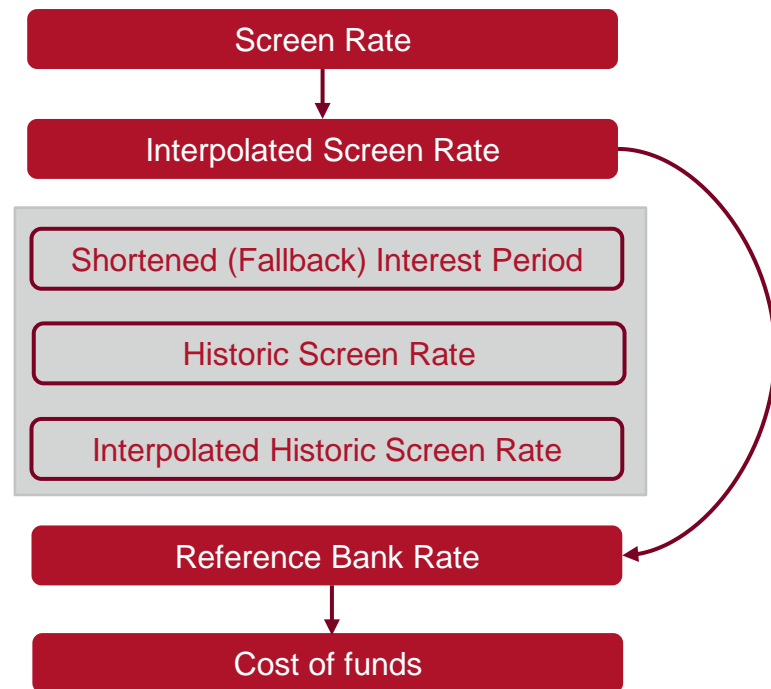 Screen Rate
Interpolated Screen Rate
Shortened (Fallback) Interest Period
Historic Screen Rate
Interpolated Historic Screen Rate
Reference Bank Rate
Cost of funds